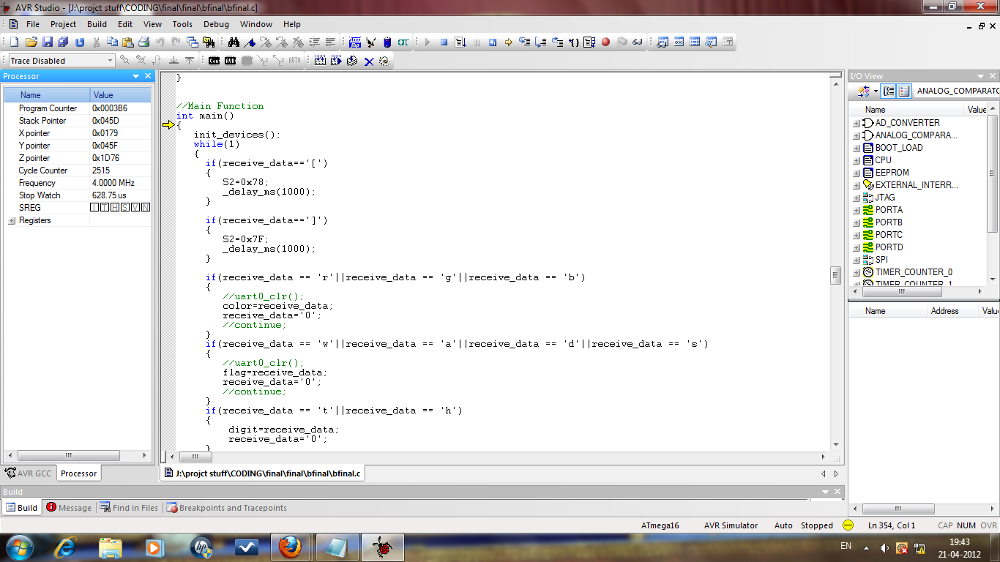 AVR Studio - [J:\projct stuff\CODING\final\final\bfinal\bfinal.c]
File Project Build Edit View Tools Debug Window Help
Trace Disabled
Con AVR AUTO
Processor
Name Value
Program Counter 0x0003B6
Stack Pointer 0x045D
X pointer 0x0179
Y pointer 0x045F
Z pointer 0x1D76
Cycle Counter 2515
Frequency 4.0000 MHz
Stop Watch 628.75 us
SREG I T H S V N
Registers
AVR GCC Processor
}
//Main Function
int main()
{
init_devices();
while(1)
{
if(receive_data=='[')
{
S2=0x78;
_delay_ms(1000);
}
if(receive_data==']')
{
S2=0x7F;
_delay_ms(1000);
}
if(receive_data == 'r'||receive_data == 'g'||receive_data == 'b')
{
//uart0_clr();
color=receive_data;
receive_data='0';
//continue;
}
if(receive_data == 'w'||receive_data == 'a'||receive_data == 'd'||receive_data == 's')
{
//uart0_clr();
flag=receive_data;
receive_data='0';
//continue;
}
if(receive_data == 't'||receive_data == 'h')
{
digit=receive_data;
receive_data='0';
}
J:\projct stuff\CODING\final\final\bfinal\bfinal.c
I/O View
ANALOG_COMPARATO
Name Value
AD_CONVERTER
ANALOG_COMPARA...
BOOT_LOAD
CPU
EEPROM
EXTERNAL_INTERR...
JTAG
PORTA
PORTB
PORTC
PORTD
SPI
TIMER_COUNTER_0
TIMER_COUNTER_1
Name Address Valu
Build
Build Message Find in Files Breakpoints and Tracepoints
ATmega16 AVR Simulator Auto Stopped Ln 354, Col 1 CAP NUM OVR
EN
19:43
21-04-2012